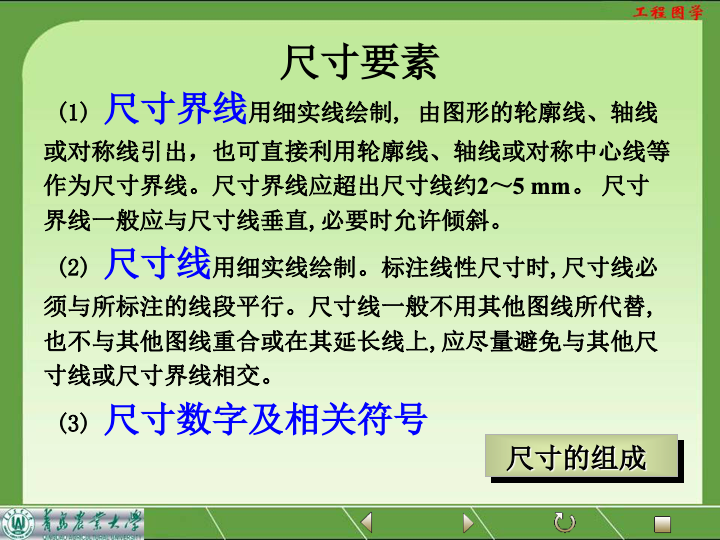 工程图学
尺寸要素
(1) 尺寸界线用细实线绘制, 由图形的轮廓线、轴线
或对称线引出，也可直接利用轮廓线、轴线或对称中心线等
作为尺寸界线。尺寸界线应超出尺寸线约2～5 mm。 尺寸
界线一般应与尺寸线垂直,必要时允许倾斜。
(2) 尺寸线用细实线绘制。标注线性尺寸时,尺寸线必
须与所标注的线段平行。尺寸线一般不用其他图线所代替,
也不与其他图线重合或在其延长线上,应尽量避免与其他尺
寸线或尺寸界线相交。
(3) 尺寸数字及相关符号
尺寸的组成
青岛农业大学